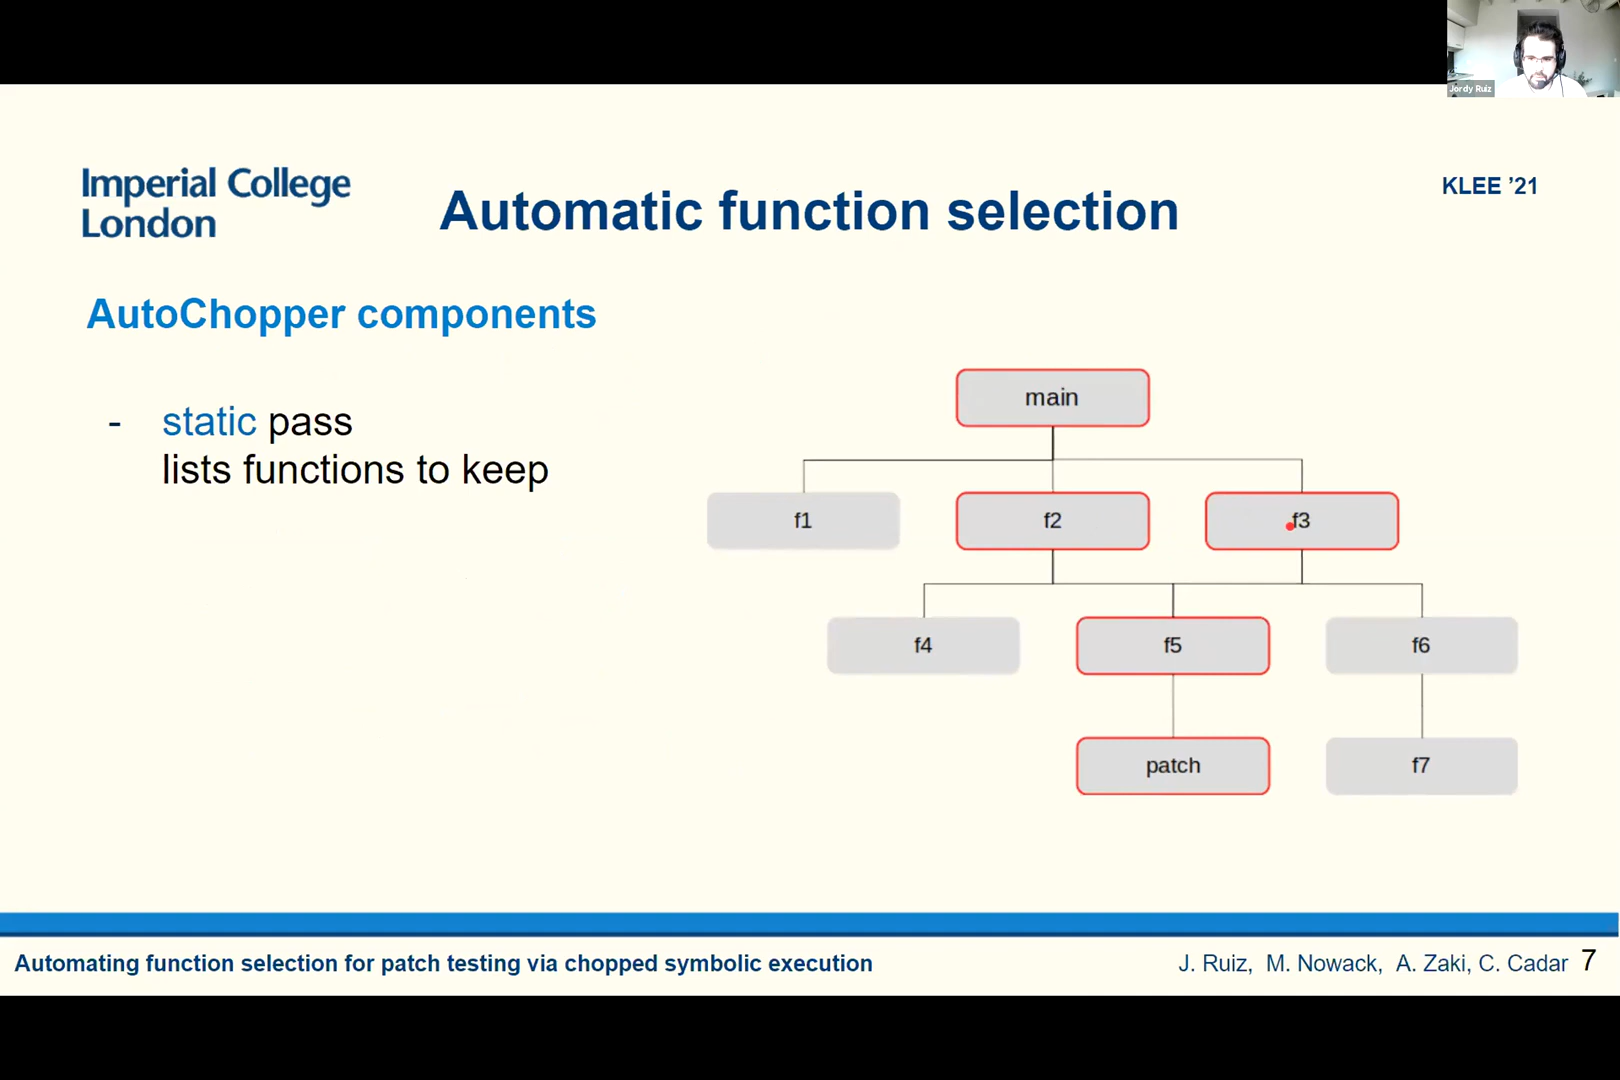 Jordy Ruiz
Imperial College
London
Automatic function selection
KLEE ’21
AutoChopper components
- static pass
lists functions to keep
main
f1
f2
f3
f4
f5
f6
patch
f7
Automating function selection for patch testing via chopped symbolic execution
J. Ruiz, M. Nowack, A. Zaki, C. Cadar 7